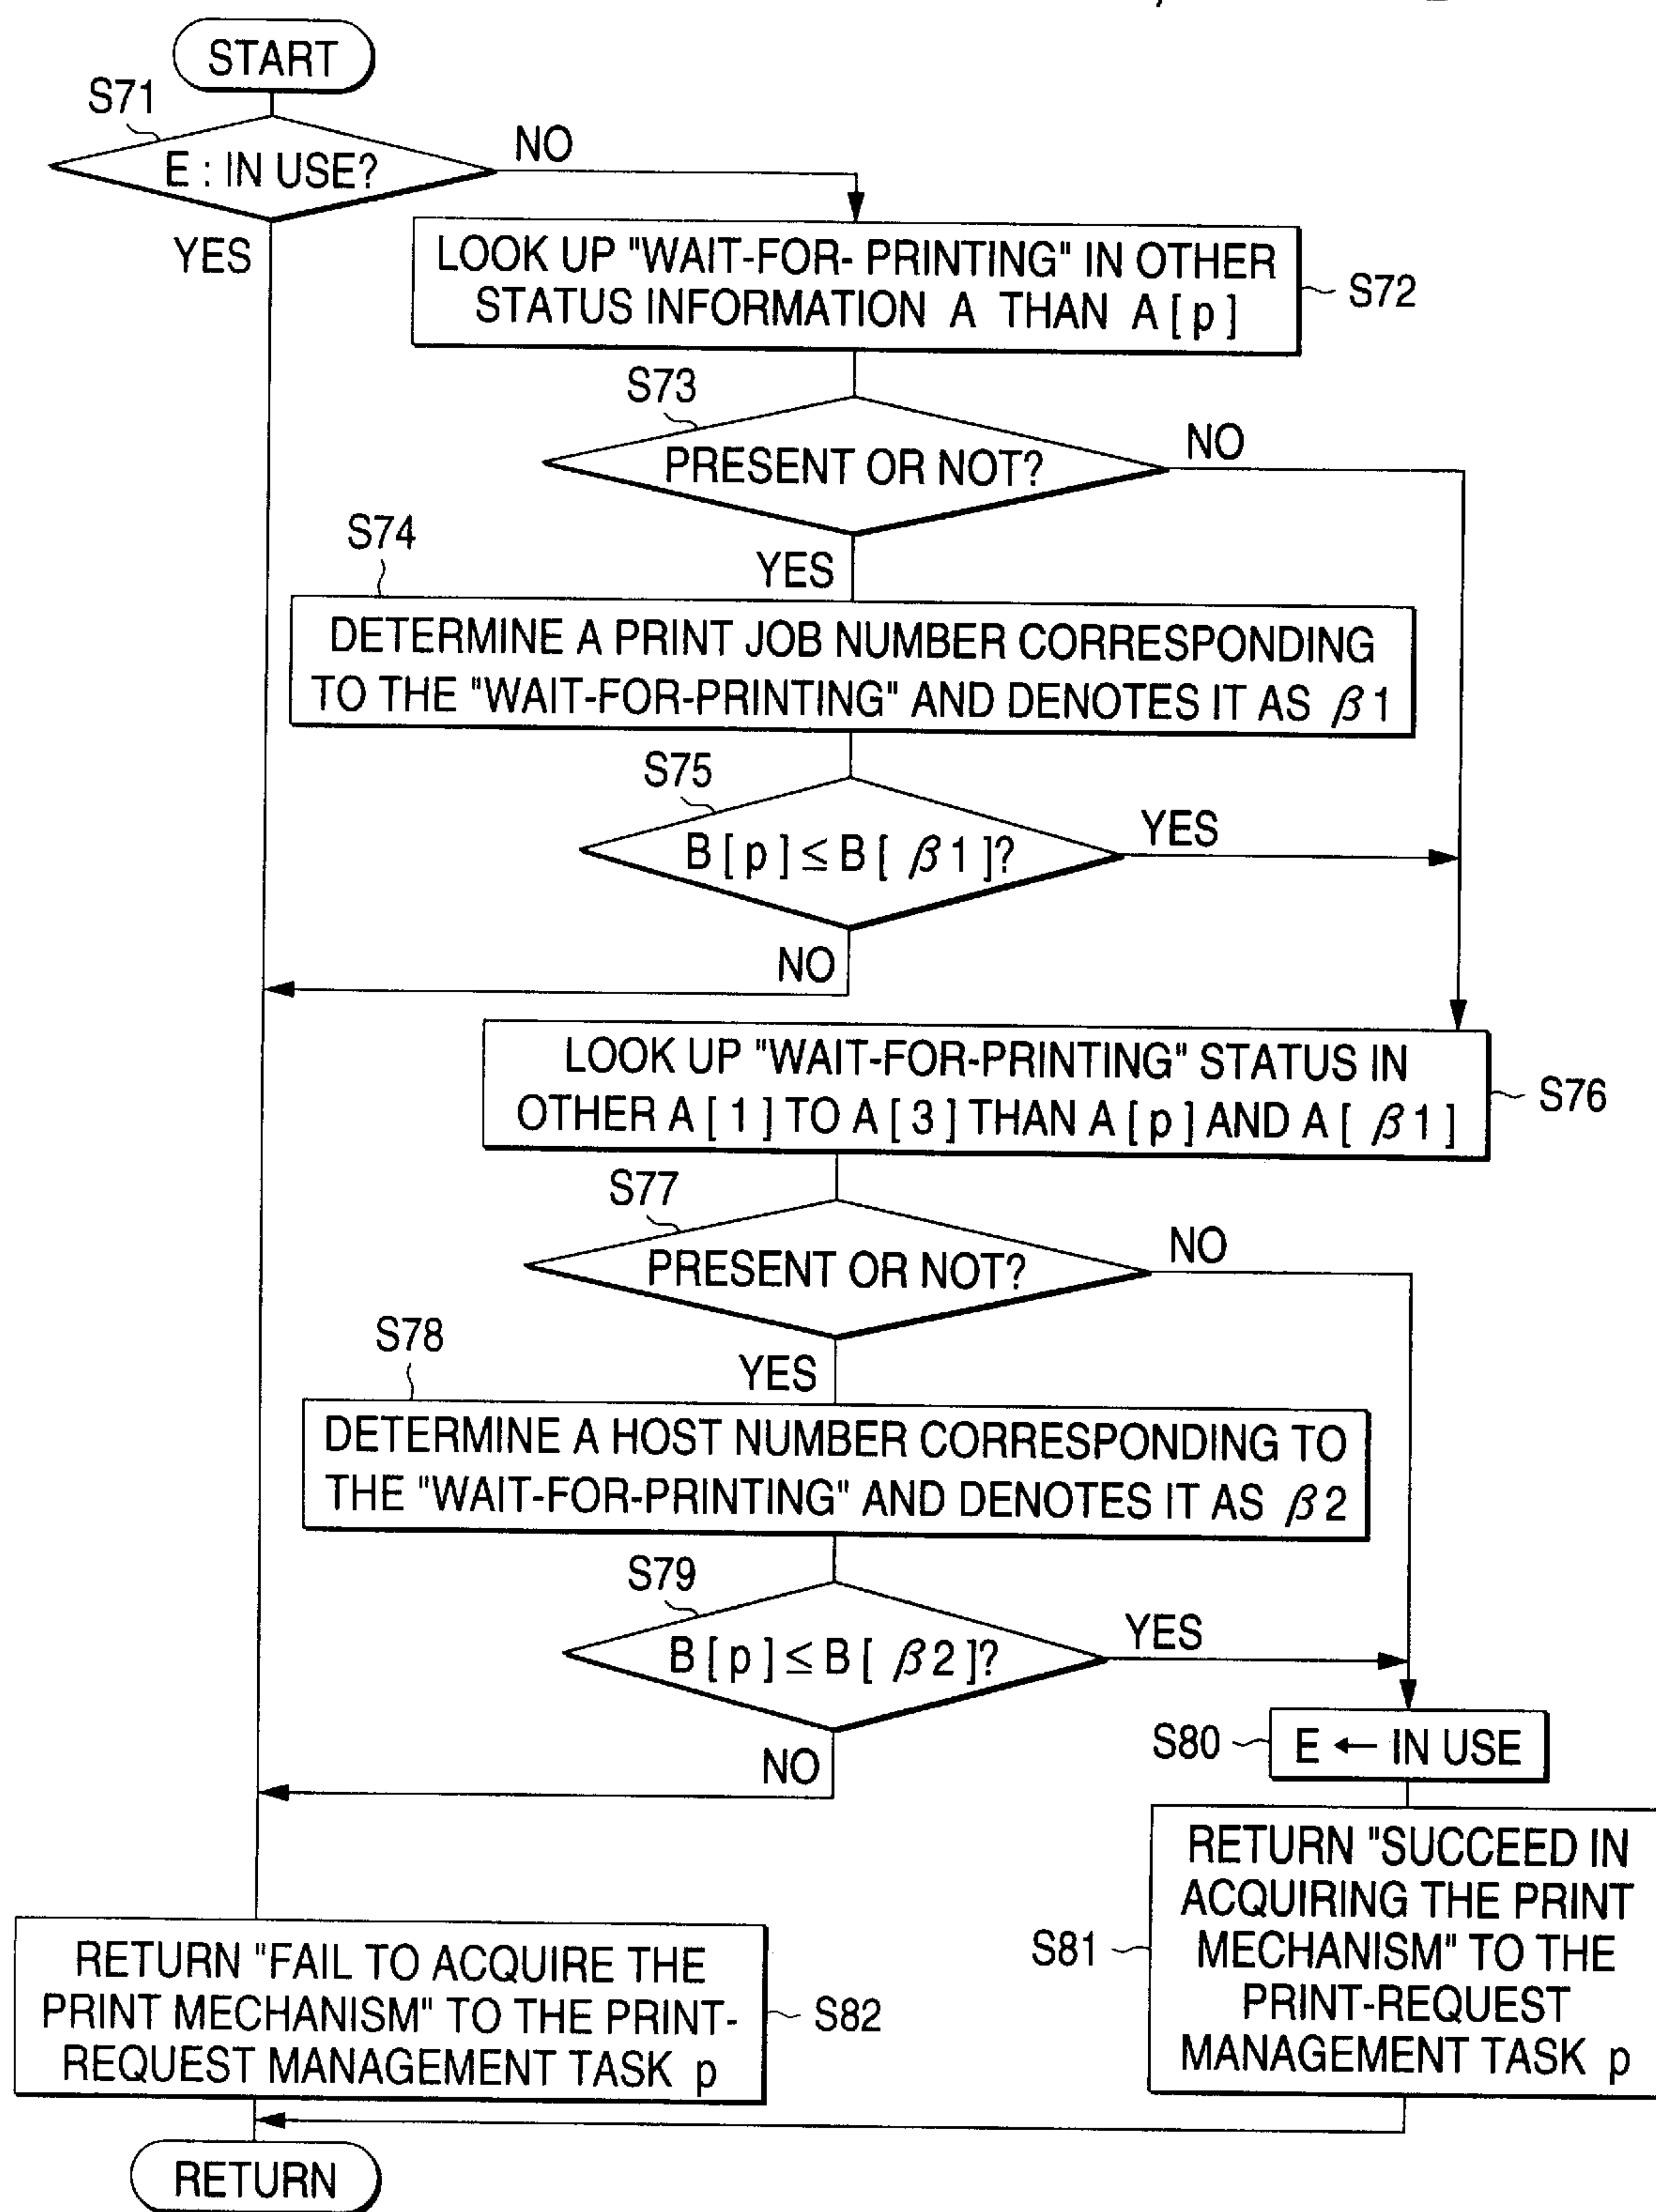 START
S71
E : IN USE?
NO
YES
LOOK UP "WAIT-FOR- PRINTING" IN OTHER
STATUS INFORMATION A THAN A [ p ]
S72
S73
PRESENT OR NOT?
NO
S74
YES
DETERMINE A PRINT JOB NUMBER CORRESPONDING
TO THE "WAIT-FOR-PRINTING" AND DENOTES IT AS β1
S75
B [ p ] ≤ B [ β1 ]?
YES
NO
LOOK UP "WAIT-FOR-PRINTING" STATUS IN
OTHER A [ 1 ] TO A [ 3 ] THAN A [ p ] AND A [ β1 ]
S76
S77
PRESENT OR NOT?
NO
S78
YES
DETERMINE A HOST NUMBER CORRESPONDING TO
THE "WAIT-FOR-PRINTING" AND DENOTES IT AS β2
S79
B [ p ] ≤ B [ β2 ]?
YES
NO
S80
E ← IN USE
RETURN "SUCCEED IN
ACQUIRING THE PRINT
MECHANISM" TO THE
PRINT-REQUEST
MANAGEMENT TASK p
S81
RETURN "FAIL TO ACQUIRE THE
PRINT MECHANISM" TO THE PRINT-
REQUEST MANAGEMENT TASK p
S82
RETURN